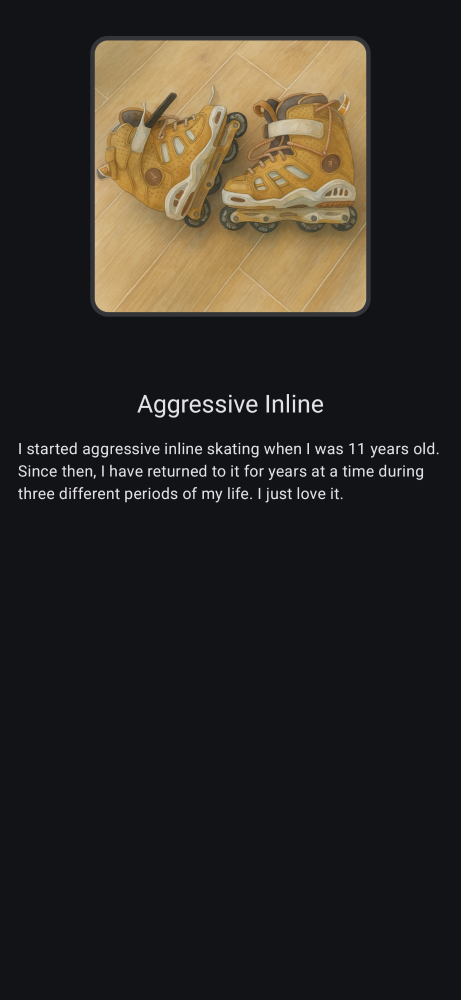 Aggressive Inline
I started aggressive inline skating when I was 11 years old.
Since then, I have returned to it for years at a time during
three different periods of my life. I just love it.